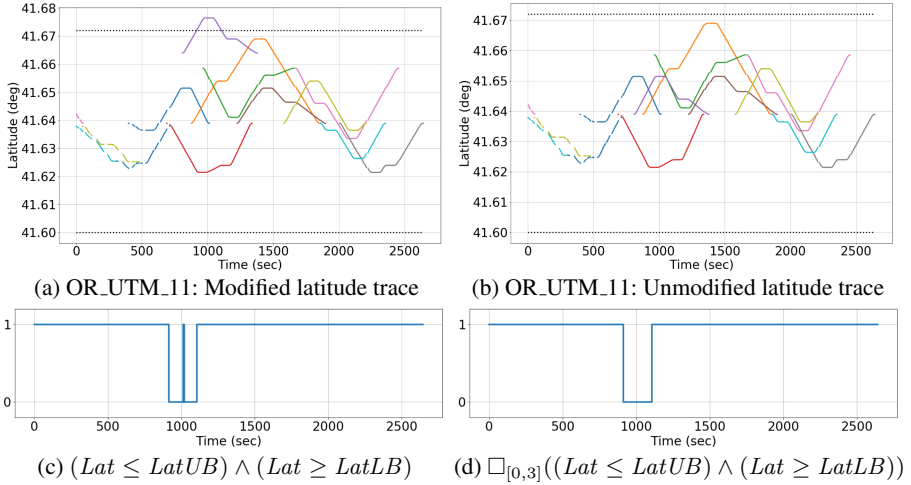 41.68
41.67
41.66
41.65
41.64
41.63
41.62
41.61
41.60
Latitude (deg)
0 500 1000 1500 2000 2500
Time (sec)
(a) OR_UTM_11: Modified latitude trace
41.67
41.66
41.65
41.64
41.63
41.62
41.61
41.60
Latitude (deg)
0 500 1000 1500 2000 2500
Time (sec)
(b) OR_UTM_11: Unmodified latitude trace
1
0
0 500 1000 1500 2000 2500
Time (sec)
(c) (Lat ≤ LatUB) ∧ (Lat ≥ LatLB)
1
0
0 500 1000 1500 2000 2500
Time (sec)
(d) □[0,3]((Lat ≤ LatUB) ∧ (Lat ≥ LatLB))